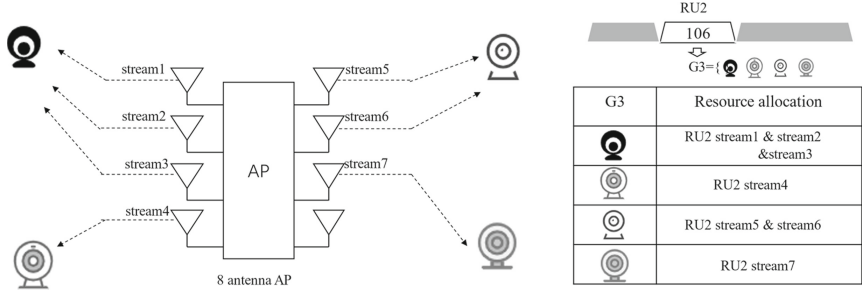 stream1
stream2
stream3
stream4
AP
stream5
stream6
stream7
8 antenna AP
RU2
106
G3={
G3 Resource allocation
RU2 stream1 & stream2
&stream3
RU2 stream4
RU2 stream5 & stream6
RU2 stream7